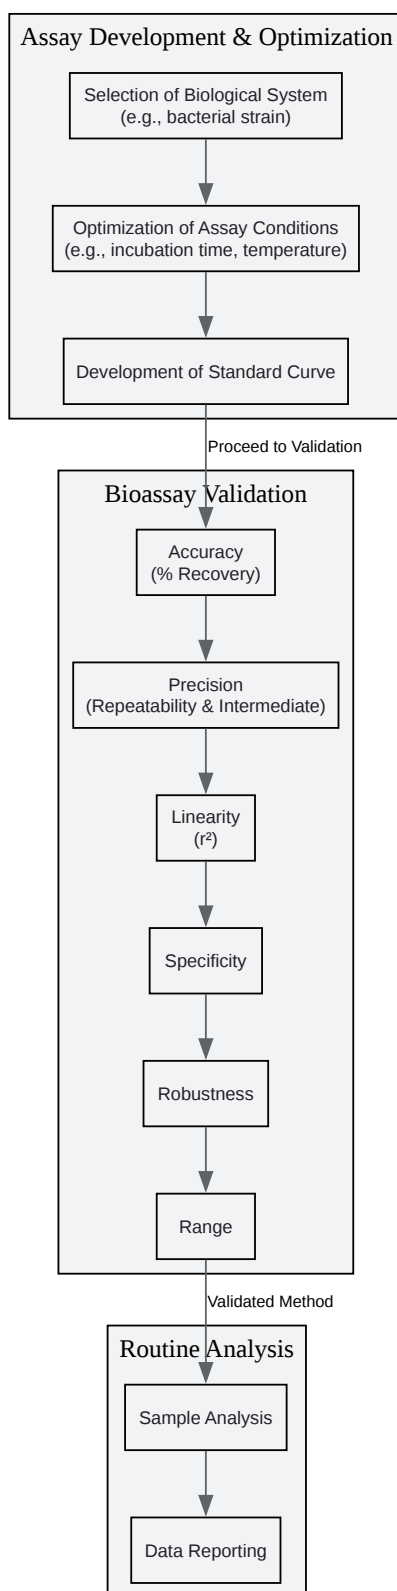 Assay Development & Optimization
Selection of Biological System
(e.g., bacterial strain)
Optimization of Assay Conditions
(e.g., incubation time, temperature)
Development of Standard Curve
Proceed to Validation
Bioassay Validation
Accuracy
(% Recovery)
Precision
(Repeatability & Intermediate)
Linearity
(r²)
Specificity
Robustness
Range
Validated Method
Routine Analysis
Sample Analysis
Data Reporting